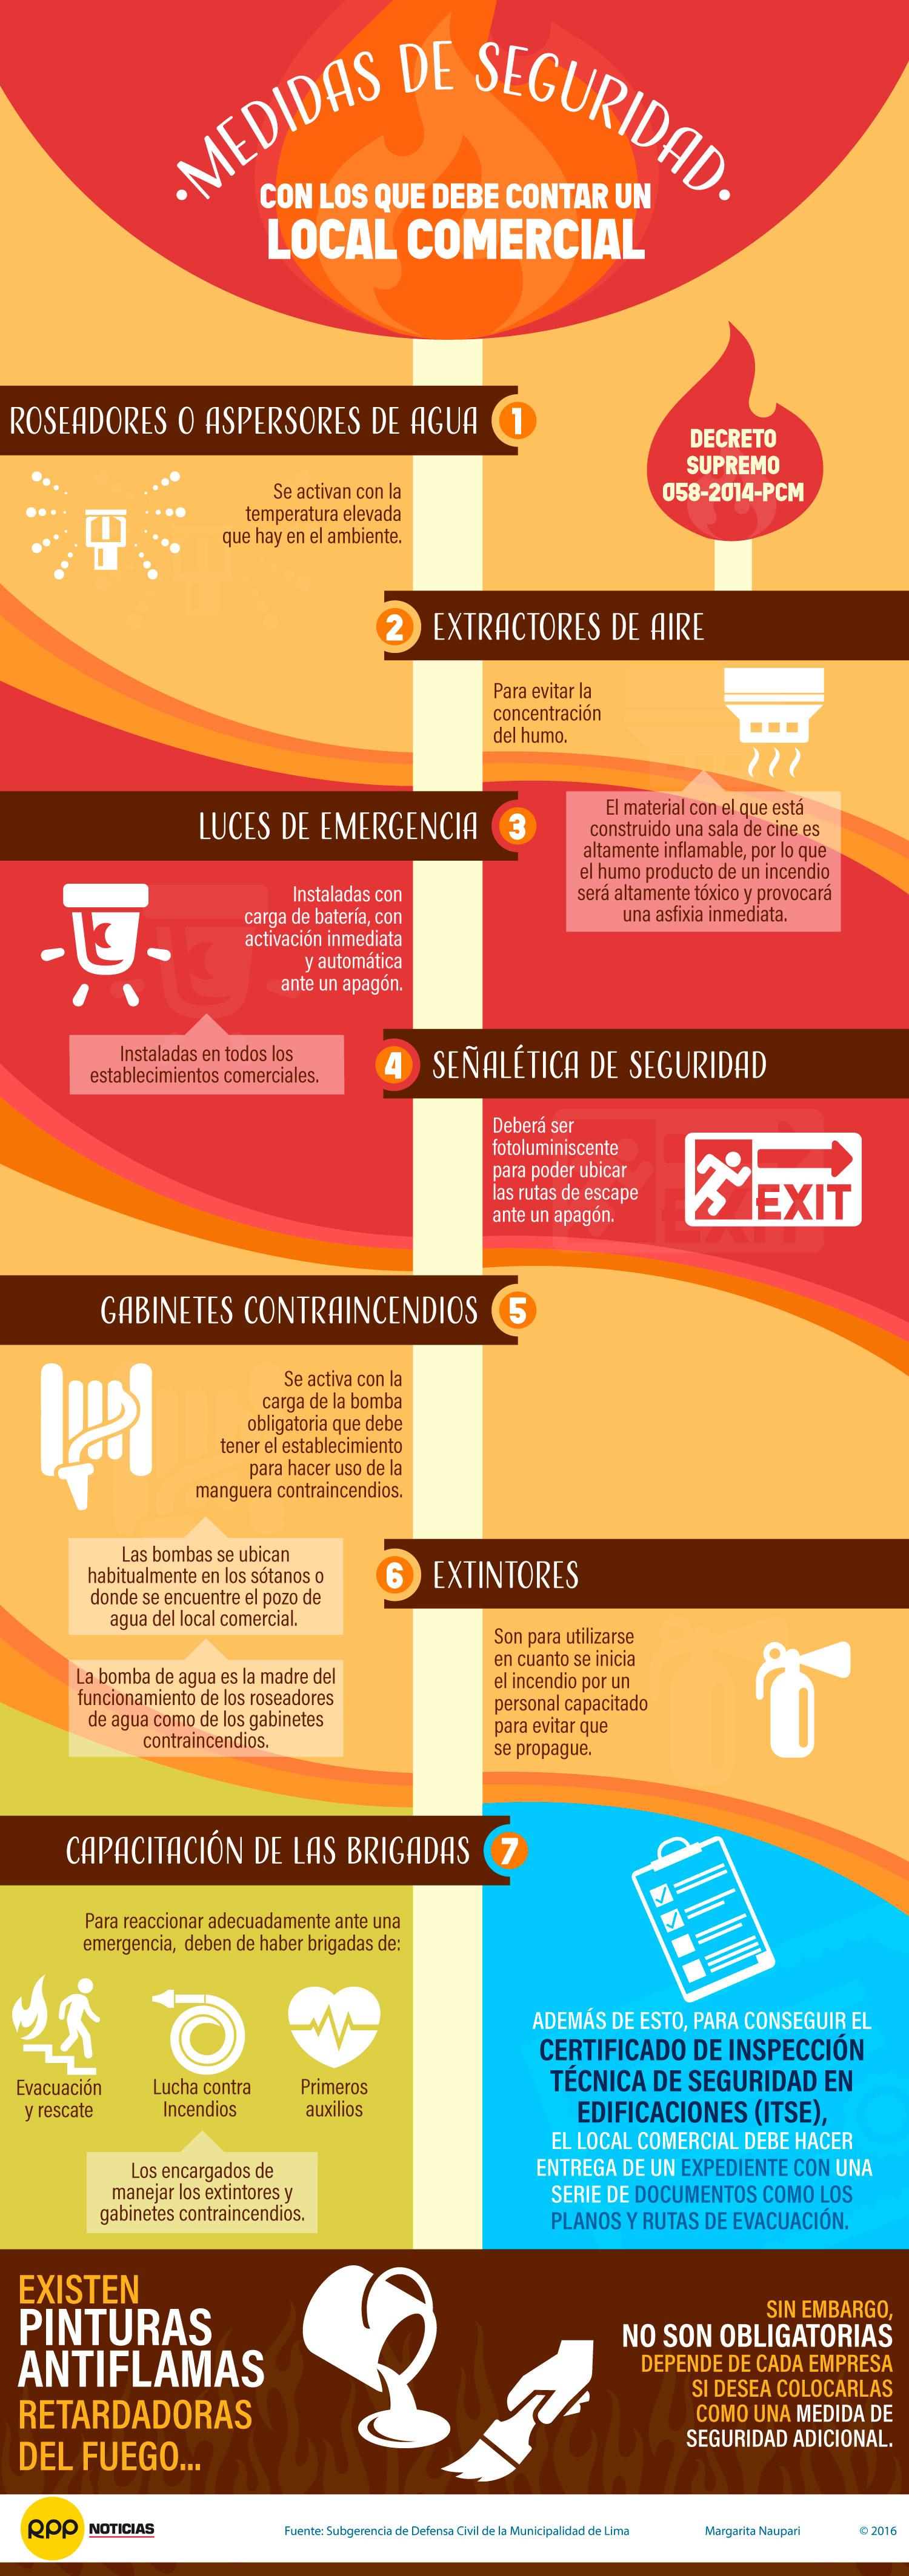 MEDIDAS DE SEGURIDAD
CON LOS QUE DEBE CONTAR UN
LOCAL COMERCIAL
DECRETO
SUPREMO
058-2014-PCM
ROSEADORES O ASPERSORES DE AGUA 1
Se activan con la
temperatura elevada
que hay en el ambiente.
2 EXTRACTORES DE AIRE
Para evitar la
concentración
del humo.
El material con el que está
construido una sala de cine es
altamente inflamable, por lo que
el humo producto de un incendio
será altamente tóxico y provocará
una asfixia inmediata.
LUCES DE EMERGENCIA 3
Instaladas con
carga de batería, con
activación inmediata
y automática
ante un apagón.
Instaladas en todos los
establecimientos comerciales.
4 SEÑALÉTICA DE SEGURIDAD
Deberá ser
fotoluminiscente
para poder ubicar
las rutas de escape
ante un apagón.
EXIT
GABINETES CONTRAINCENDIOS 5
Se activa con la
carga de la bomba
obligatoria que debe
tener el establecimiento
para hacer uso de la
manguera contraincendios.
Las bombas se ubican
habitualmente en los sótanos o
donde se encuentre el pozo de
agua del local comercial.
La bomba de agua es la madre del
funcionamiento de los roseadores
de agua como de los gabinetes
contraincendios.
6 EXTINTORES
Son para utilizarse
en cuanto se inicia
el incendio por un
personal capacitado
para evitar que
se propague.
CAPACITACIÓN DE LAS BRIGADAS 7
Para reaccionar adecuadamente ante una
emergencia, deben de haber brigadas de:
Evacuación
y rescate
Lucha contra
Incendios
Primeros
auxilios
Los encargados de
manejar los extintores y
gabinetes contraincendios.
ADEMÁS DE ESTO, PARA CONSEGUIR EL
CERTIFICADO DE INSPECCIÓN
TÉCNICA DE SEGURIDAD EN
EDIFICACIONES (ITSE),
EL LOCAL COMERCIAL DEBE HACER
ENTREGA DE UN EXPEDIENTE CON UNA
SERIE DE DOCUMENTOS COMO LOS
PLANOS Y RUTAS DE EVACUACIÓN.
EXISTEN
PINTURAS
ANTIFLAMAS
RETARDADORAS
DEL FUEGO...
SIN EMBARGO,
NO SON OBLIGATORIAS
DEPENDE DE CADA EMPRESA
SI DESEA COLOCARLAS
COMO UNA MEDIDA DE
SEGURIDAD ADICIONAL.
RPP NOTICIAS
Fuente: Subgerencia de Defensa Civil de la Municipalidad de Lima
Margarita Naupari
© 2016